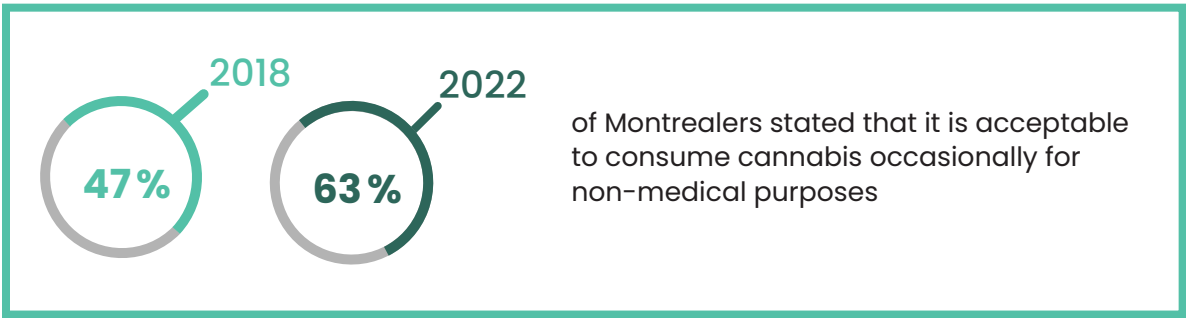 2018
2022
47 %
63 %
of Montrealers stated that it is acceptable
to consume cannabis occasionally for
non-medical purposes